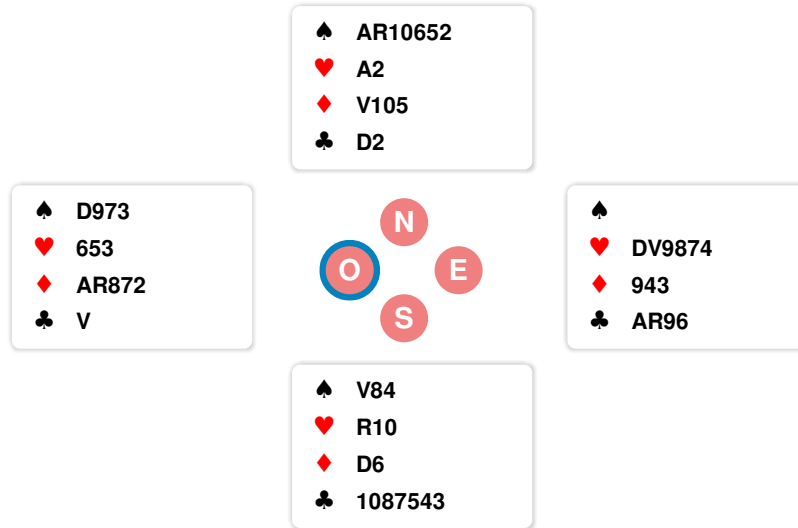 ♠ AR10652
♥ A2
♦ V105
♣ D2
♠ D973
♥ 653
♦ AR872
♣ V
N
O E
S
♠
♥ DV9874
♦ 943
♣ AR96
♠ V84
♥ R10
♦ D6
♣ 1087543